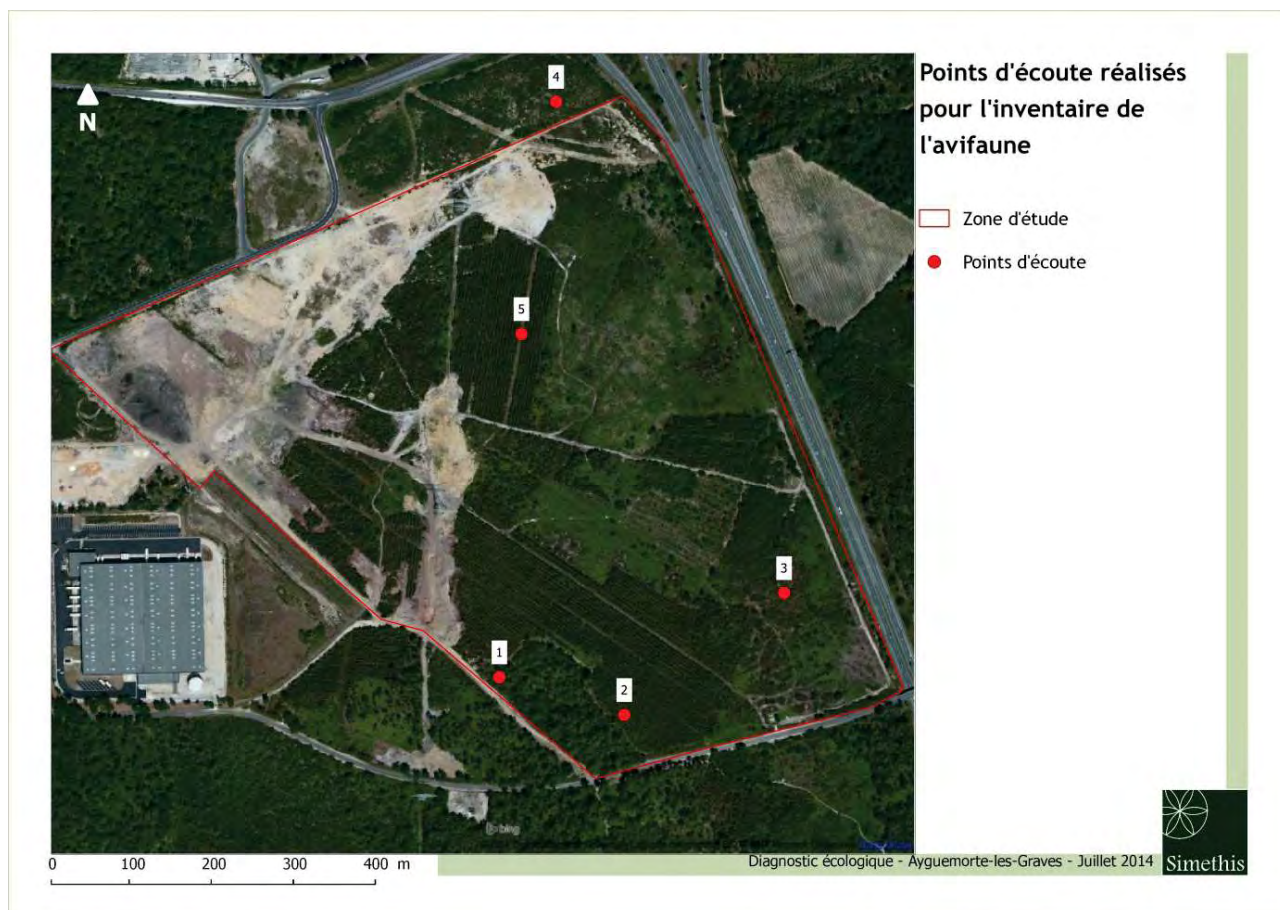 Points d'écoute réalisés
pour l'inventaire de
l'avifaune
Zone d'étude
Points d'écoute
N
4
5
3
1
2
bing
0 100 200 300 400 m
Diagnostic écologique - Ayguemorte-les-Graves - Juillet 2014
Simethis